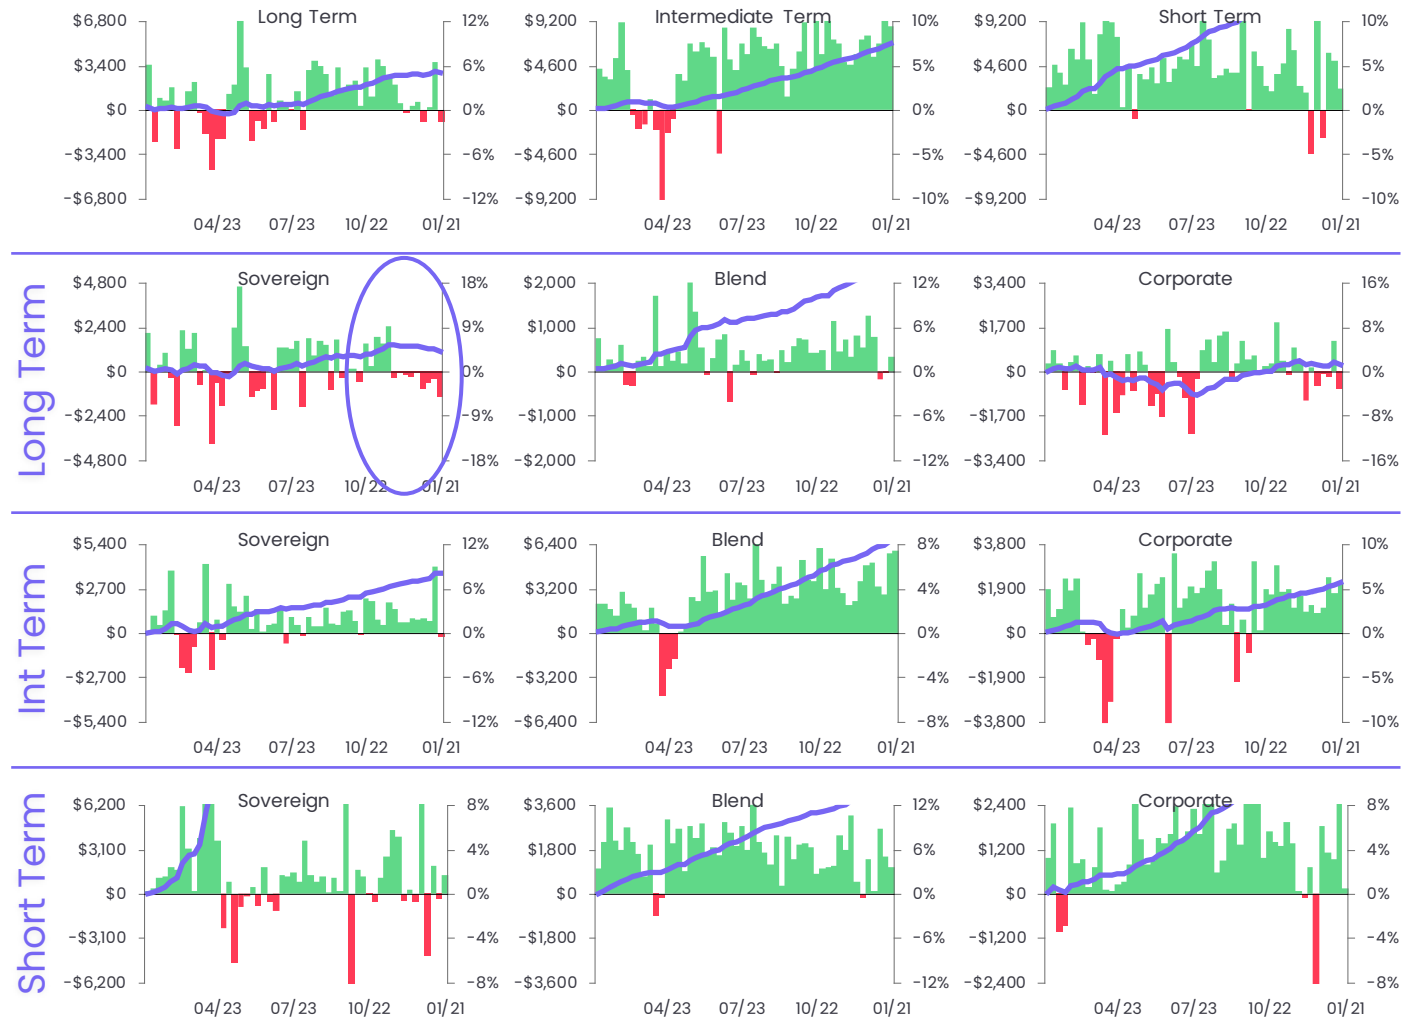 Long Term Intermediate Term Short Term
$6,800 12% $9,200 10% $9,200 10%
$3,400 6% $4,600 5% $4,600 5%
$0 0% $0 0% $0 0%
-$3,400 -6% -$4,600 -5% -$4,600 -5%
-$6,800 -12% -$9,200 -10% -$9,200 -10%
04/23 07/23 10/22 01/21 04/23 07/23 10/22 01/21 04/23 07/23 10/22 01/21
Long Term
Sovereign Blend Corporate
$4,800 18% $2,000 12% $3,400 16%
$2,400 9% $1,000 6% $1,700 8%
$0 0% $0 0% $0 0%
-$2,400 -9% -$1,000 -6% -$1,700 -8%
-$4,800 -18% -$2,000 -12% -$3,400 -16%
04/23 07/23 10/22 01/21 04/23 07/23 10/22 01/21 04/23 07/23 10/22 01/21
Int Term
Sovereign Blend Corporate
$5,400 12% $6,400 8% $3,800 10%
$2,700 6% $3,200 4% $1,900 5%
$0 0% $0 0% $0 0%
-$2,700 -6% -$3,200 -4% -$1,900 -5%
-$5,400 -12% -$6,400 -8% -$3,800 -10%
04/23 07/23 10/22 01/21 04/23 07/23 10/22 01/21 04/23 07/23 10/22 01/21
Short Term
Sovereign Blend Corporate
$6,200 8% $3,600 12% $2,400 8%
$3,100 4% $1,800 6% $1,200 4%
$0 0% $0 0% $0 0%
-$3,100 -4% -$1,800 -6% -$1,200 -4%
-$6,200 -8% -$3,600 -12% -$2,400 -8%
04/23 07/23 10/22 01/21 04/23 07/23 10/22 01/21 04/23 07/23 10/22 01/21